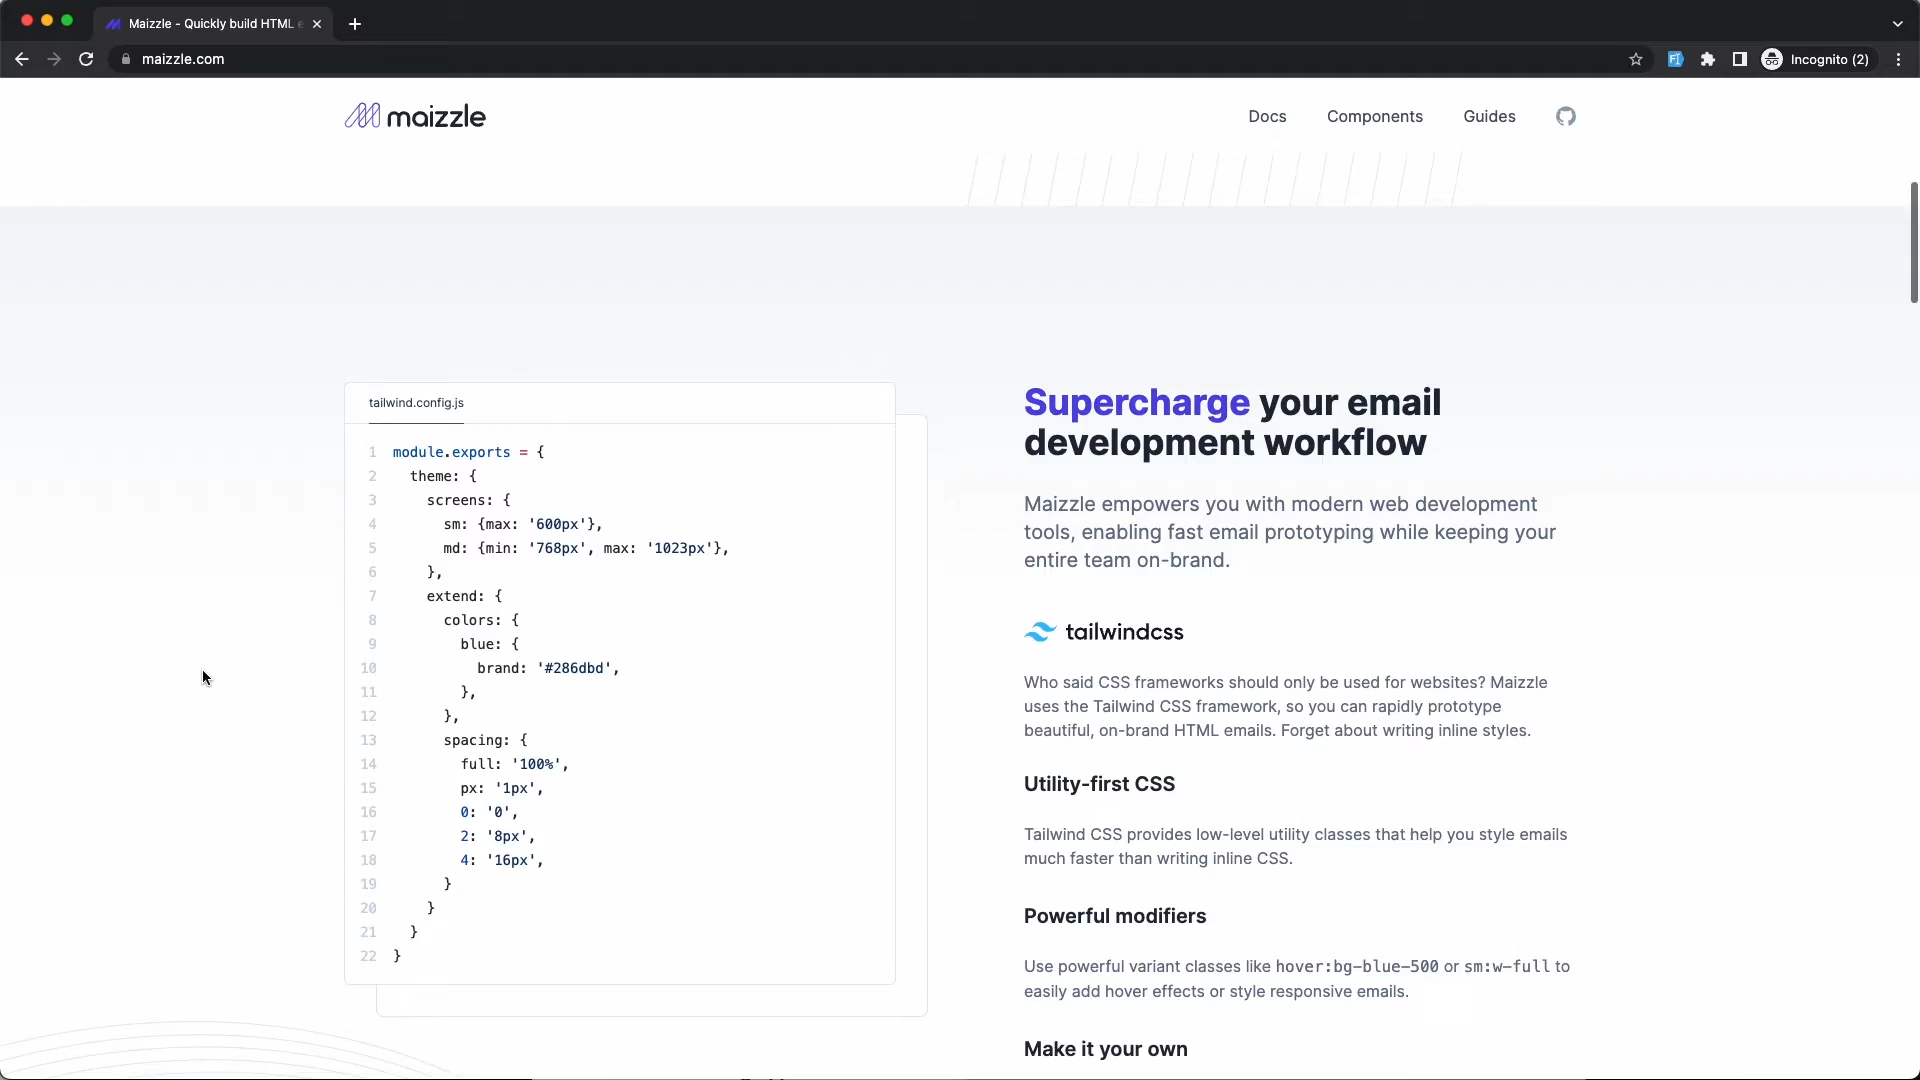 Maizzle - Quickly build HTML e
maizzle.com
Incognito (2)
maizzle
Docs
Components
Guides
tailwind.config.js
1 module.exports = {
2 theme: {
3 screens: {
4 sm: {max: '600px'},
5 md: {min: '768px', max: '1023px'},
6 },
7 extend: {
8 colors: {
9 blue: {
10 brand: '#286dbd',
11 },
12 },
13 spacing: {
14 full: '100%',
15 px: '1px',
16 0: '0',
17 2: '8px',
18 4: '16px',
19 }
20 }
21 }
22 }
Supercharge your email
development workflow
Maizzle empowers you with modern web development
tools, enabling fast email prototyping while keeping your
entire team on-brand.
tailwindcss
Who said CSS frameworks should only be used for websites? Maizzle
uses the Tailwind CSS framework, so you can rapidly prototype
beautiful, on-brand HTML emails. Forget about writing inline styles.
Utility-first CSS
Tailwind CSS provides low-level utility classes that help you style emails
much faster than writing inline CSS.
Powerful modifiers
Use powerful variant classes like hover:bg-blue-500 or sm:w-full to
easily add hover effects or style responsive emails.
Make it your own